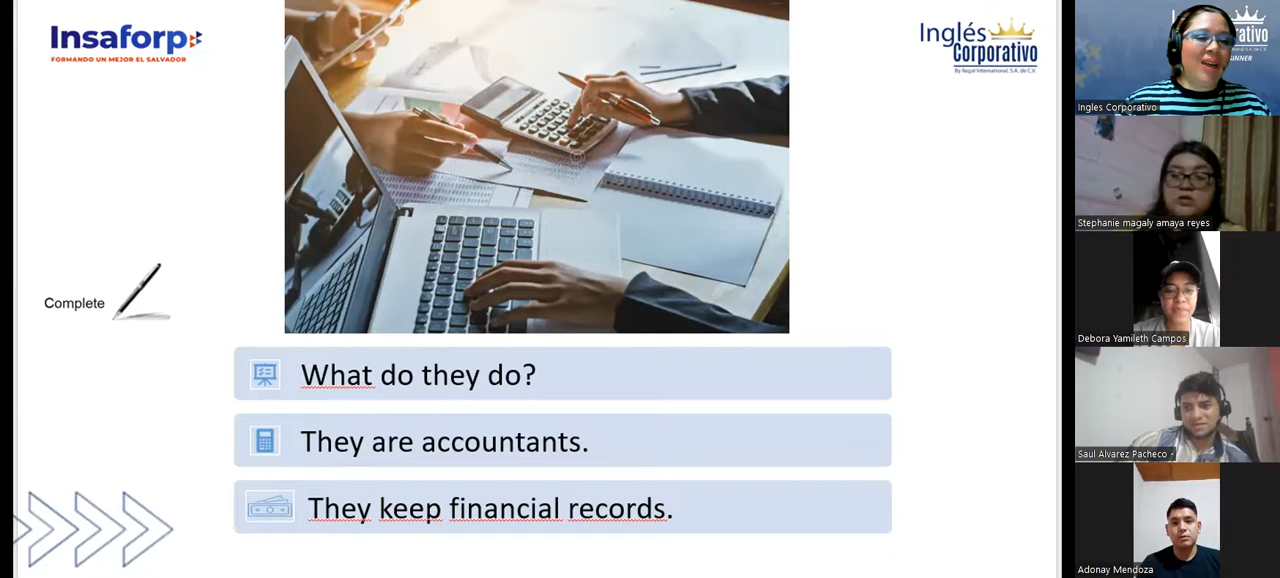 Insaforp
FORMANDO UN MEJOR EL SALVADOR
Inglés
Corporativo
By Regal International, S.A. de C.V.
Complete
What do they do?
They are accountants.
They keep financial records.
Ingles Corporativo
Stephanie magaly amaya reyes
Debora Yamileth Campos
Saul Alvarez Pacheco -
Adonay Mendoza